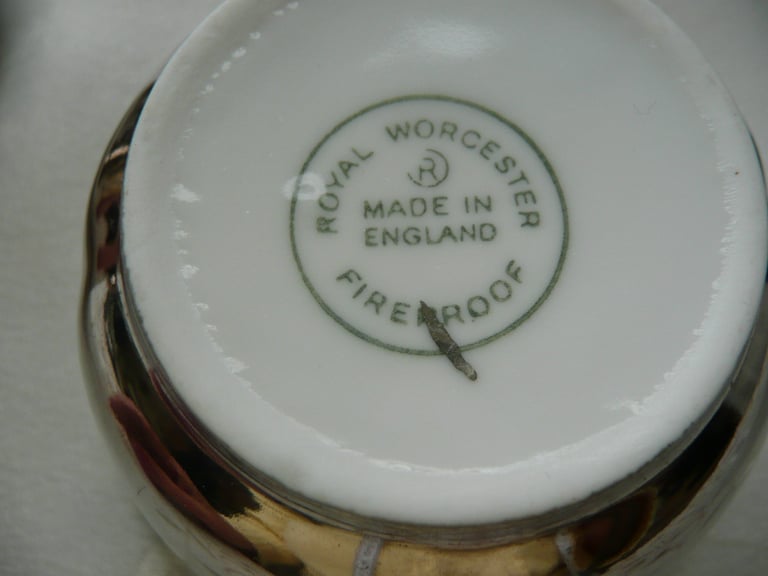 ROYAL WORCESTER
R
MADE IN
ENGLAND
FIREPROOF